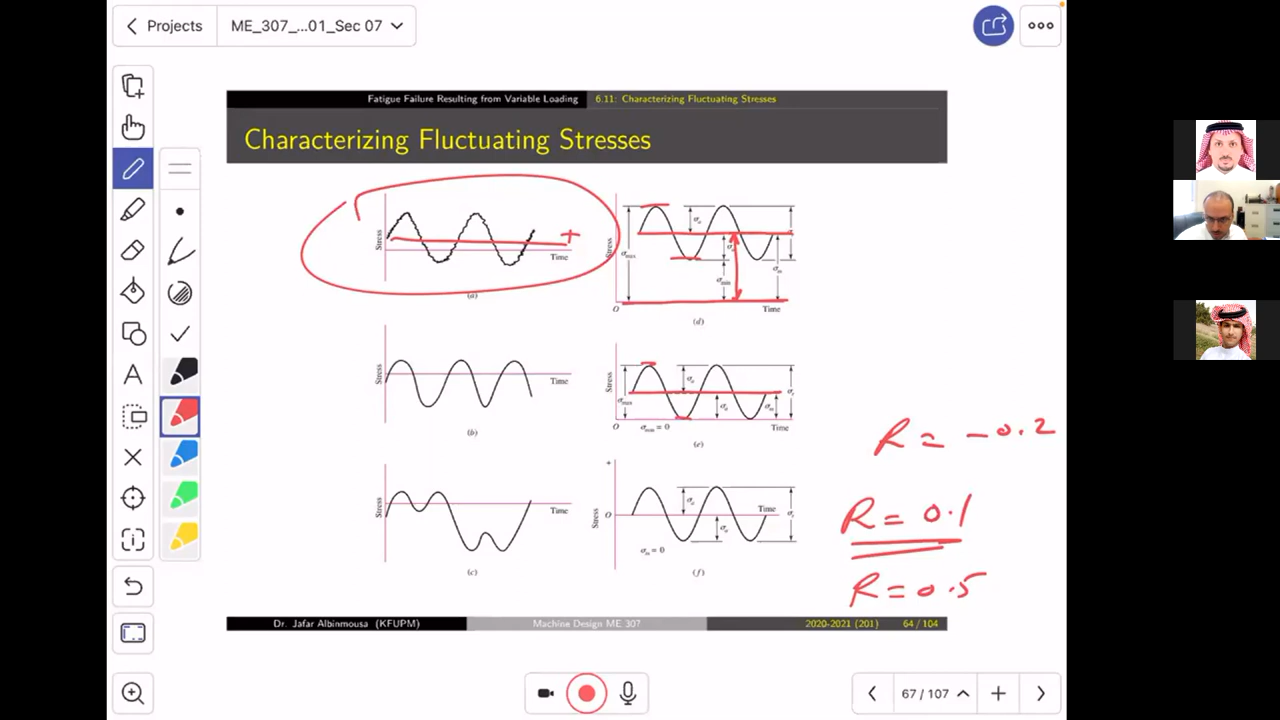 Projects
ME_307_...01_Sec 07
Fatigue Failure Resulting from Variable Loading
6.11: Characterizing Fluctuating Stresses
Characterizing Fluctuating Stresses
Stress
Time
+
(a)
Stress
σmax
σa
σmin
σm
O
Time
(d)
Stress
Time
(b)
Stress
σmax
σa
σa
σm
σr
O
σmin = 0
Time
(e)
Stress
Time
(c)
+
Stress
O
σa
σa
σr
Time
σm = 0
(f)
R = -0.2
R = 0.1
R = 0.5
Dr. Jafar Albinmousa (KFUPM)
Machine Design ME 307
2020-2021 (201)
64 / 104
67 / 107